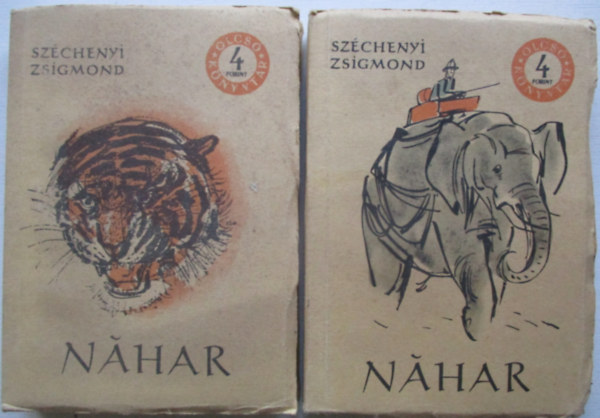 SZÉCHENYI
ZSIGMOND
OLCSÓ KÖNYVTÁR
4
FORINT
NĂHAR
SZÉCHENYI
ZSIGMOND
OLCSÓ KÖNYVTÁR
4
FORINT
NĂHAR